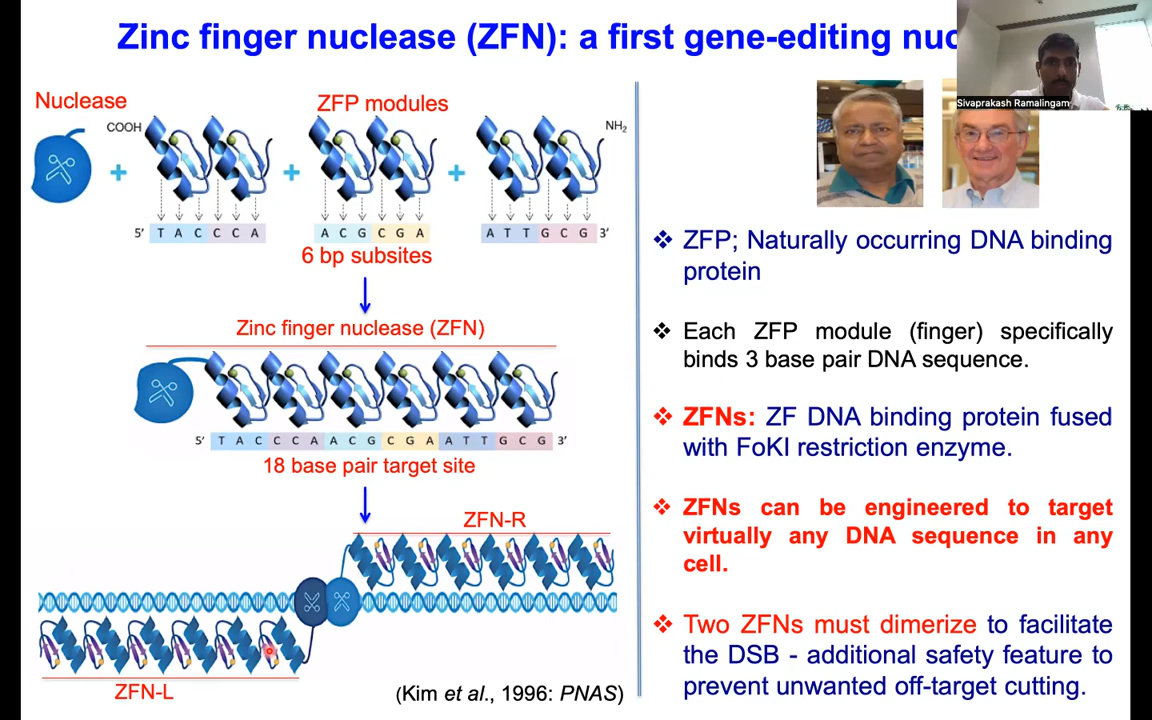 Zinc finger nuclease (ZFN): a first gene-editing
Sivaprakash Ramalingam
Nuclease
ZFP modules
COOH
NH2
+ + +
5' T A C C C A A C G C G A A T T G C G 3'
6 bp subsites
Zinc finger nuclease (ZFN)
5' T A C C C A A C G C G A A T T G C G 3'
18 base pair target site
ZFN-R
ZFN-L
(Kim et al., 1996: PNAS)
❖ ZFP; Naturally occurring DNA binding
protein
❖ Each ZFP module (finger) specifically
binds 3 base pair DNA sequence.
❖ ZFNs: ZF DNA binding protein fused
with FoKI restriction enzyme.
❖ ZFNs can be engineered to target
virtually any DNA sequence in any
cell.
❖ Two ZFNs must dimerize to facilitate
the DSB - additional safety feature to
prevent unwanted off-target cutting.